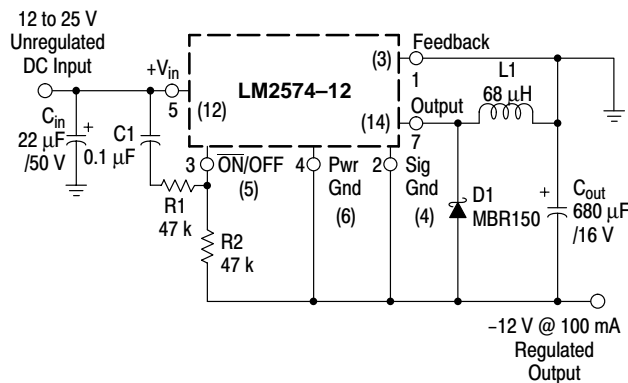 12 to 25 V
Unregulated
DC Input
Feedback
+Vin
(3)
1
L1
68 μH
LM2574–12
(12)
5
Output
(14)
7
Cin
22 μF
/50 V
+
C1
0.1 μF
3
ON/OFF
(5)
4
Pwr
Gnd
(6)
2
Sig
Gnd
(4)
D1
MBR150
+
Cout
680 μF
/16 V
R1
47 k
R2
47 k
–12 V @ 100 mA
Regulated
Output